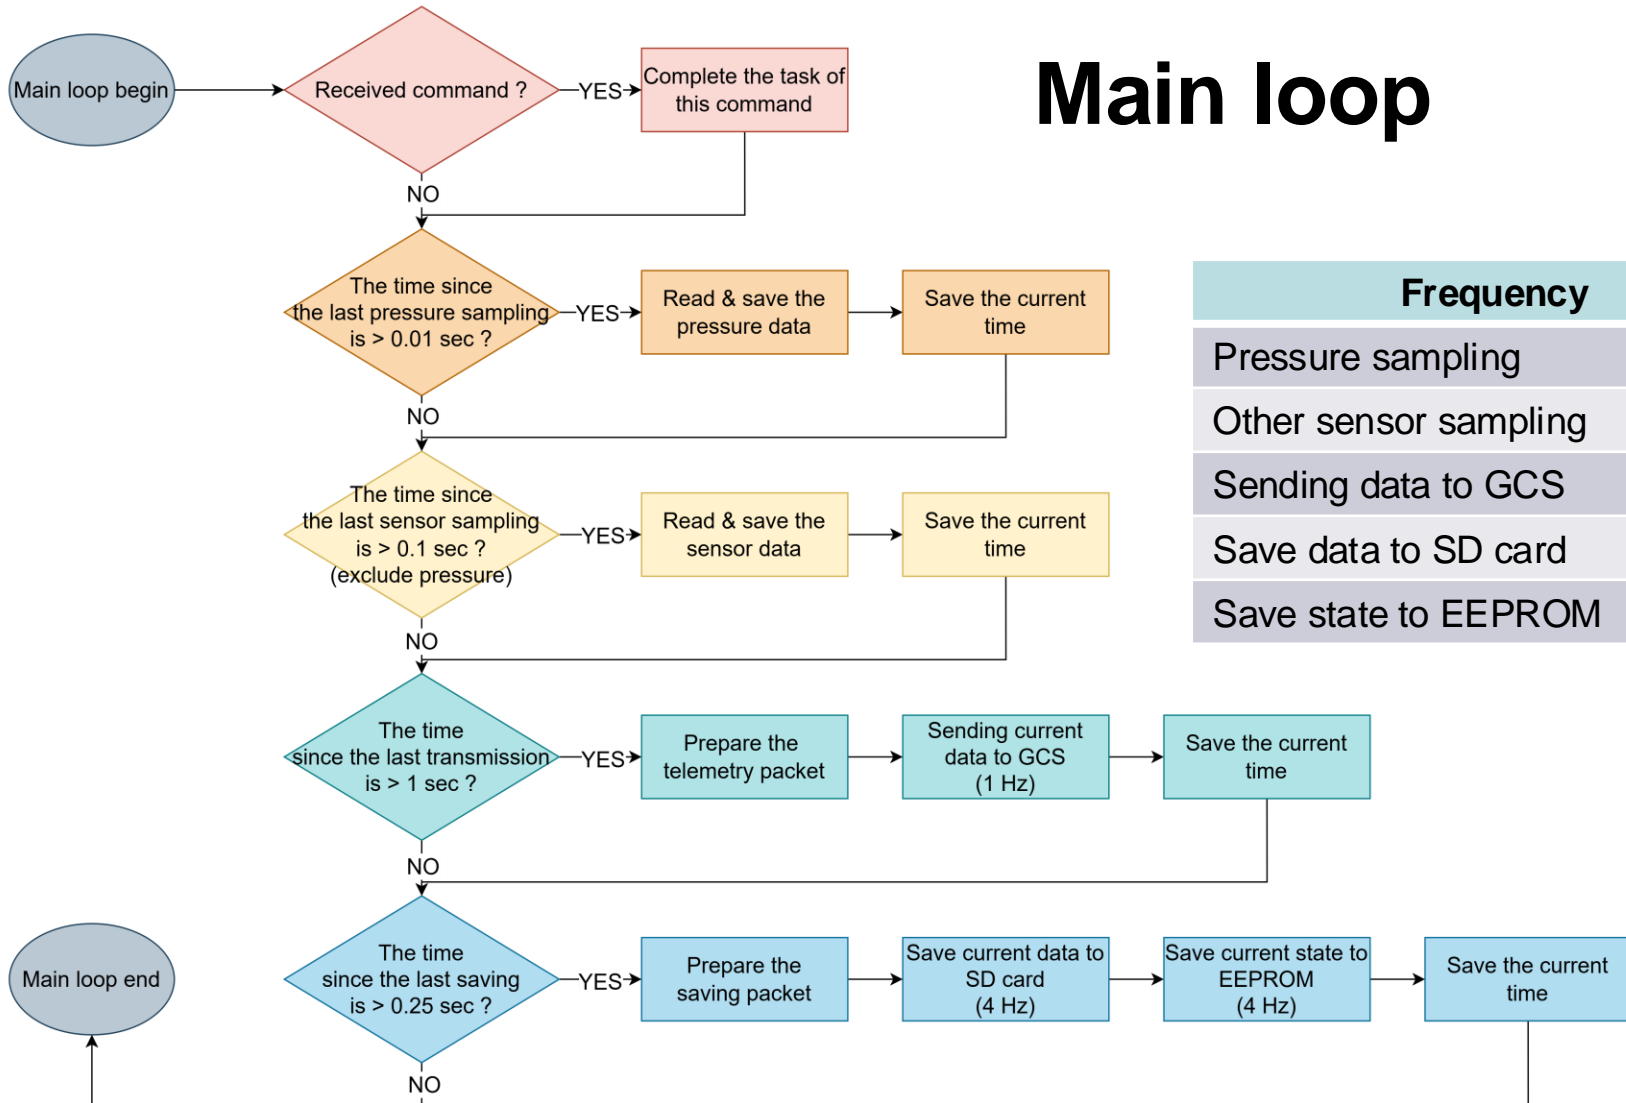 Main loop
Main loop begin
Received command ?
YES
Complete the task of
this command
NO
The time since
the last pressure sampling
is > 0.01 sec ?
YES
Read & save the
pressure data
Save the current
time
NO
The time since
the last sensor sampling
is > 0.1 sec ?
(exclude pressure)
YES
Read & save the
sensor data
Save the current
time
NO
The time
since the last transmission
is > 1 sec ?
YES
Prepare the
telemetry packet
Sending current
data to GCS
(1 Hz)
Save the current
time
NO
The time
since the last saving
is > 0.25 sec ?
YES
Prepare the
saving packet
Save current data to
SD card
(4 Hz)
Save current state to
EEPROM
(4 Hz)
Save the current
time
NO
Main loop end
Frequency
Pressure sampling
Other sensor sampling
Sending data to GCS
Save data to SD card
Save state to EEPROM